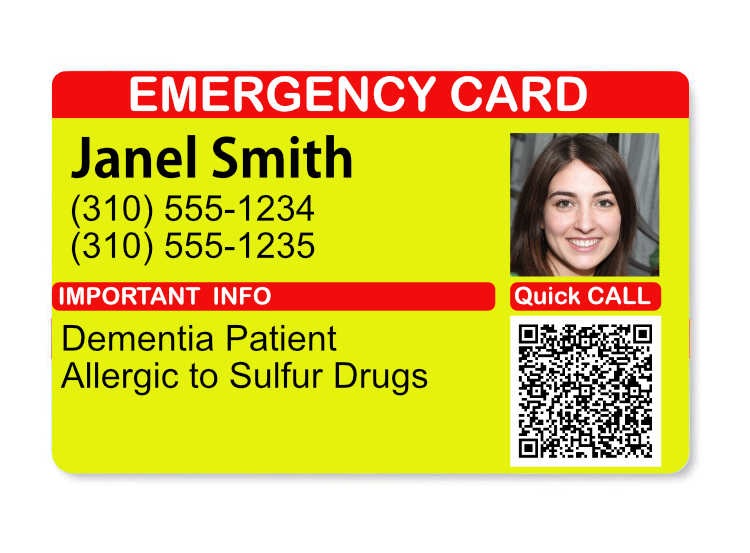 EMERGENCY CARD
Janel Smith
(310) 555-1234
(310) 555-1235
IMPORTANT INFO
Quick CALL
Dementia Patient
Allergic to Sulfur Drugs